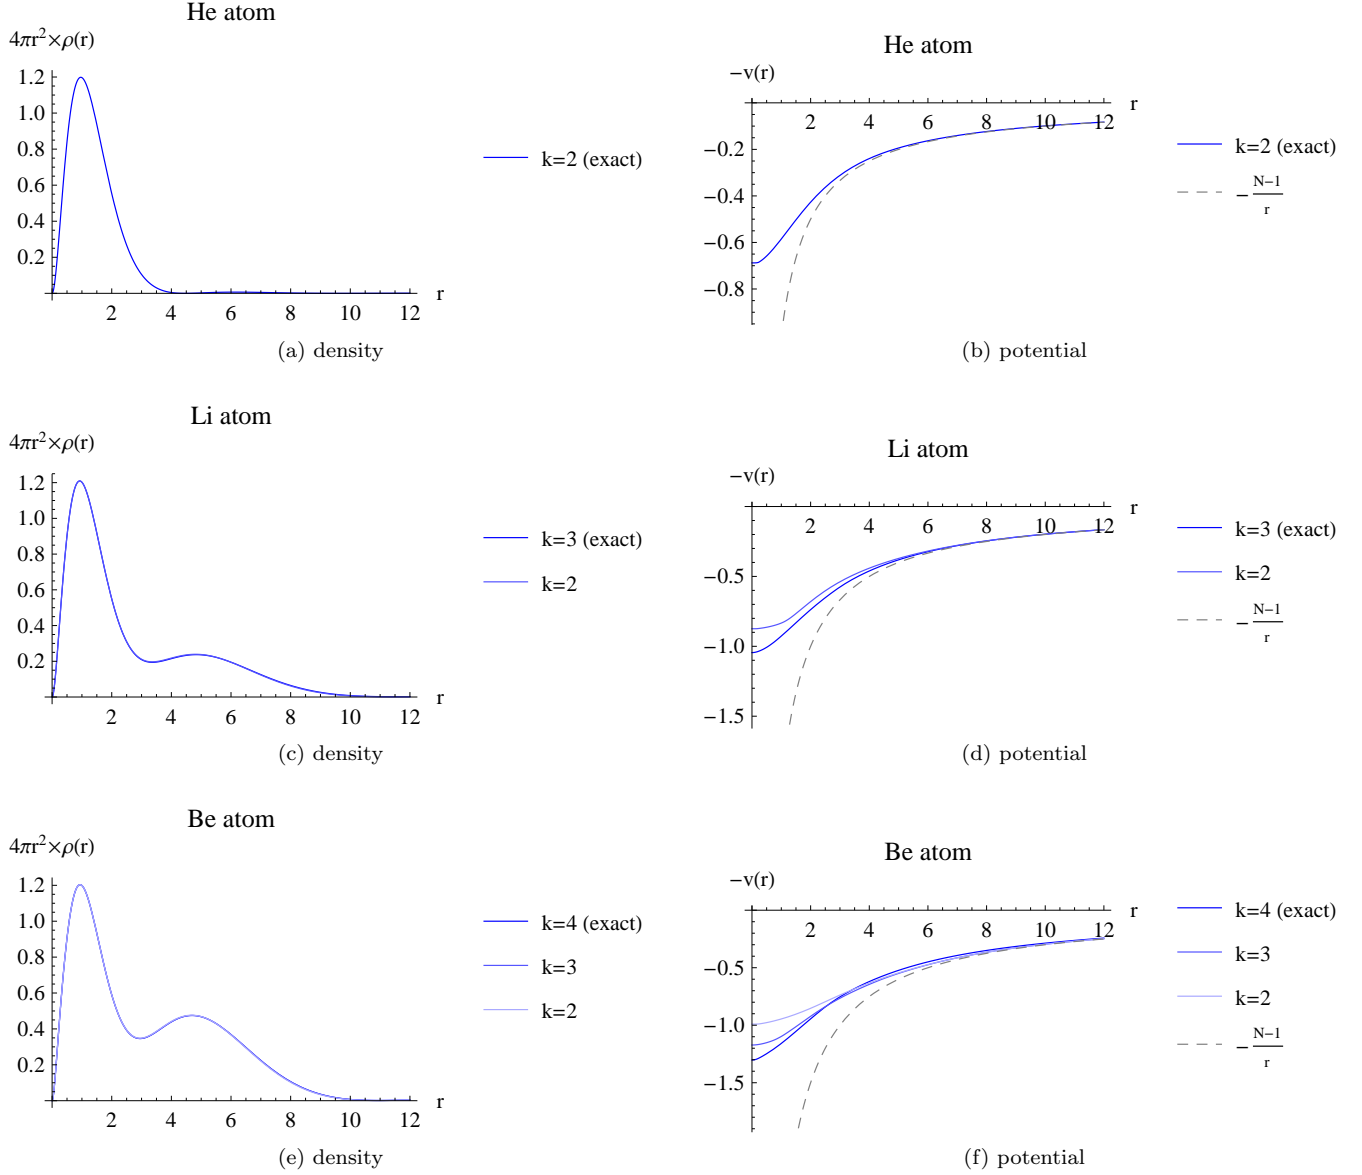 He atom
4πr²×ρ(r)
1.2
1.0
0.8
0.6
0.4
0.2
2 4 6 8 10 12
r
k=2 (exact)
(a) density
He atom
−v(r)
r
2 4 6 8 10 12
−0.2
−0.4
−0.6
−0.8
k=2 (exact)
− N−1
r
(b) potential
Li atom
4πr²×ρ(r)
1.2
1.0
0.8
0.6
0.4
0.2
2 4 6 8 10 12
r
k=3 (exact)
k=2
(c) density
Li atom
−v(r)
r
2 4 6 8 10 12
−0.5
−1.0
−1.5
k=3 (exact)
k=2
− N−1
r
(d) potential
Be atom
4πr²×ρ(r)
1.2
1.0
0.8
0.6
0.4
0.2
2 4 6 8 10 12
r
k=4 (exact)
k=3
k=2
(e) density
Be atom
−v(r)
r
2 4 6 8 10 12
−0.5
−1.0
−1.5
k=4 (exact)
k=3
k=2
− N−1
r
(f) potential